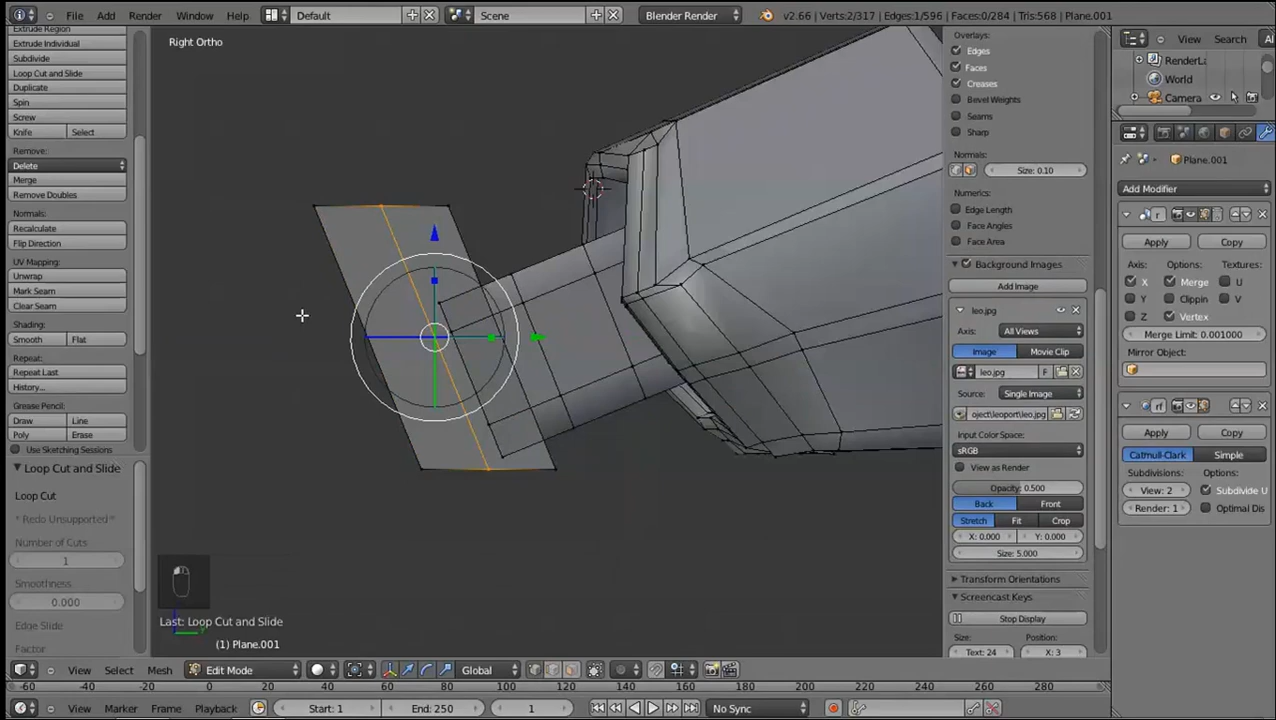 File Add Render Window Help Default Scene Blender Render v2.66 | Verts:2/317 | Edges:1/596 | Faces:0/284 | Tris:568 | Plane.001
Extrude Region
Extrude Individual
Subdivide
Loop Cut and Slide
Duplicate
Spin
Screw
Knife Select
Remove:
Delete
Merge
Remove Doubles
Normals:
Recalculate
Flip Direction
UV Mapping:
Unwrap
Mark Seam
Clear Seam
Shading:
Smooth Flat
Repeat:
Repeat Last
History...
Grease Pencil:
Draw Line
Poly Erase
Use Sketching Sessions
Loop Cut and Slide
Loop Cut
* Redo Unsupported *
Number of Cuts
1
Smoothness
0.000
Edge Slide
Factor
Right Ortho
Last: Loop Cut and Slide
(1) Plane.001
Overlays:
Edges
Faces
Creases
Bevel Weights
Seams
Sharp
Normals:
Size: 0.10
Numerics:
Edge Length
Face Angles
Face Area
Background Images
Add Image
leo.jpg
Axis: All Views
Image Movie Clip
leo.jpg F
Source: Single Image
oject\leoport\leo.jpg
Input Color Space:
sRGB
View as Render
Opacity: 0.500
Back Front
Stretch Fit Crop
X: 0.000 Y: 0.000
Size: 5.000
Transform Orientations
Screencast Keys
Stop Display
Size: Position:
Text: 24 X: 3
View Search Al
RenderLa
World
Camera
Plane.001
Add Modifier
Apply Copy
Axis: Options: Textures:
X Merge U
Y Clippin V
Z Vertex
Merge Limit: 0.001000
Mirror Object:
Apply Copy
Catmull-Clark Simple
Subdivisions: Options:
View: 2 Subdivide U
Render: 1 Optimal Dis
View Select Mesh Edit Mode Global
-60 -40 -20 0 20 40 60 80 100 120 140 160 180 200 220 240 260 280 300
View Marker Frame Playback Start: 1 End: 250 1 No Sync